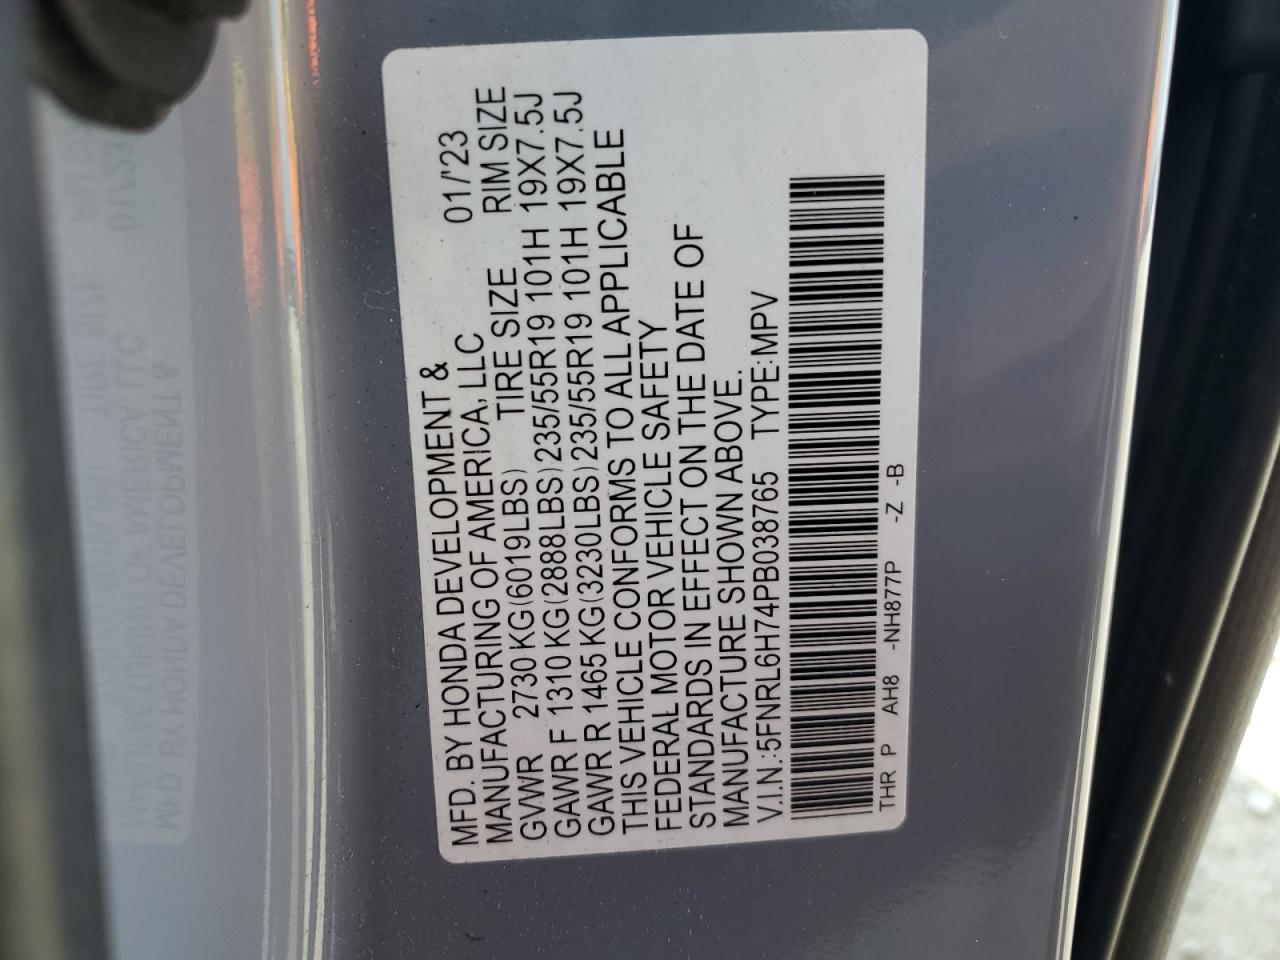 MFD. BY HONDA DEVELOPMENT &
MANUFACTURING OF AMERICA, LLC 01/'23
TIRE SIZE RIM SIZE
GVWR 2730 KG(6019LBS)
GAWR F 1310 KG(2888LBS) 235/55R19 101H 19X7.5J
GAWR R 1465 KG(3230LBS) 235/55R19 101H 19X7.5J
THIS VEHICLE CONFORMS TO ALL APPLICABLE
FEDERAL MOTOR VEHICLE SAFETY
STANDARDS IN EFFECT ON THE DATE OF
MANUFACTURE SHOWN ABOVE.
V.I.N.:5FNRL6H74PB038765 TYPE:MPV
THR P AH8 -NH877P -Z -B